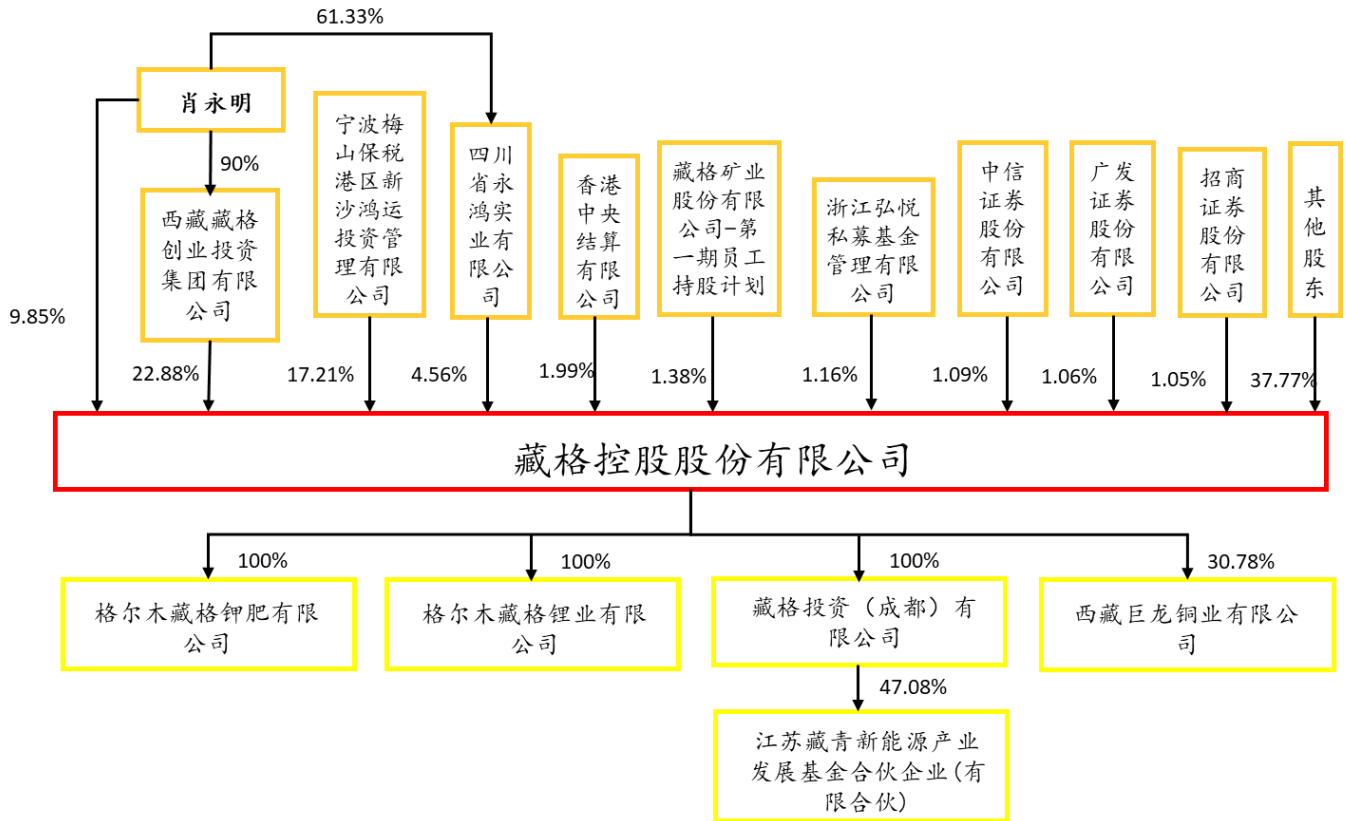 61.33%
肖永明
90%
9.85%
西藏藏格
创业投资
集团有限
公司
宁波梅
山保税
港区新
沙鸿运
投资管
理有限
公司
四川
省永
鸿实
业有
限公
司
香港
中央
结算
有限
公司
藏格矿业
股份有限
公司-第
一期员工
持股计划
浙江弘悦
私募基金
管理有限
公司
中信
证券
股份
有限
公司
广发
证券
股份
有限
公司
招商
证券
股份
有限
公司
其
他
股
东
22.88%
17.21%
4.56%
1.99%
1.38%
1.16%
1.09%
1.06%
1.05%
37.77%
藏格控股股份有限公司
100%
100%
100%
30.78%
格尔木藏格钾肥有限
公司
格尔木藏格锂业有限
公司
藏格投资（成都）有
限公司
西藏巨龙铜业有限公
司
47.08%
江苏藏青新能源产业
发展基金合伙企业(有
限合伙)